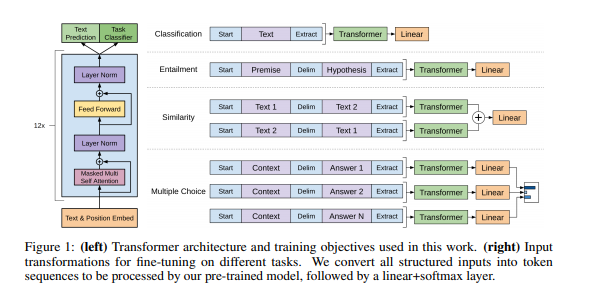 Text Prediction
Task Classifier
Layer Norm
Feed Forward
12x
Layer Norm
Masked Multi Self Attention
Text & Position Embed
Classification Start Text Extract Transformer Linear
Entailment Start Premise Delim Hypothesis Extract Transformer Linear
Similarity
Start Text 1 Delim Text 2 Extract Transformer
+ Linear
Start Text 2 Delim Text 1 Extract Transformer
Multiple Choice
Start Context Delim Answer 1 Extract Transformer Linear
Start Context Delim Answer 2 Extract Transformer Linear
Start Context Delim Answer N Extract Transformer Linear
Figure 1: (left) Transformer architecture and training objectives used in this work. (right) Input
transformations for fine-tuning on different tasks. We convert all structured inputs into token
sequences to be processed by our pre-trained model, followed by a linear+softmax layer.